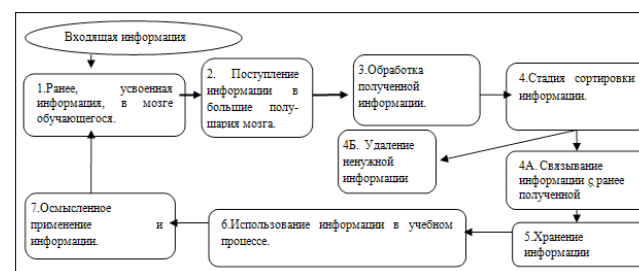 Входящая информация
1.Ранее, усвоенная
информация, в мозге
обучающегося.
2. Поступление
информации в
большие полу-
шария мозга.
3.Обработка
полученной
информации.
4.Стадия сортировки
информации.
4Б. Удаление
ненужной
информации
4А. Связывание
информации с ранее
полученной
5.Хранение
информации
6.Использование информации в учебном
процессе.
7.Осмысленное
применение и
информации.